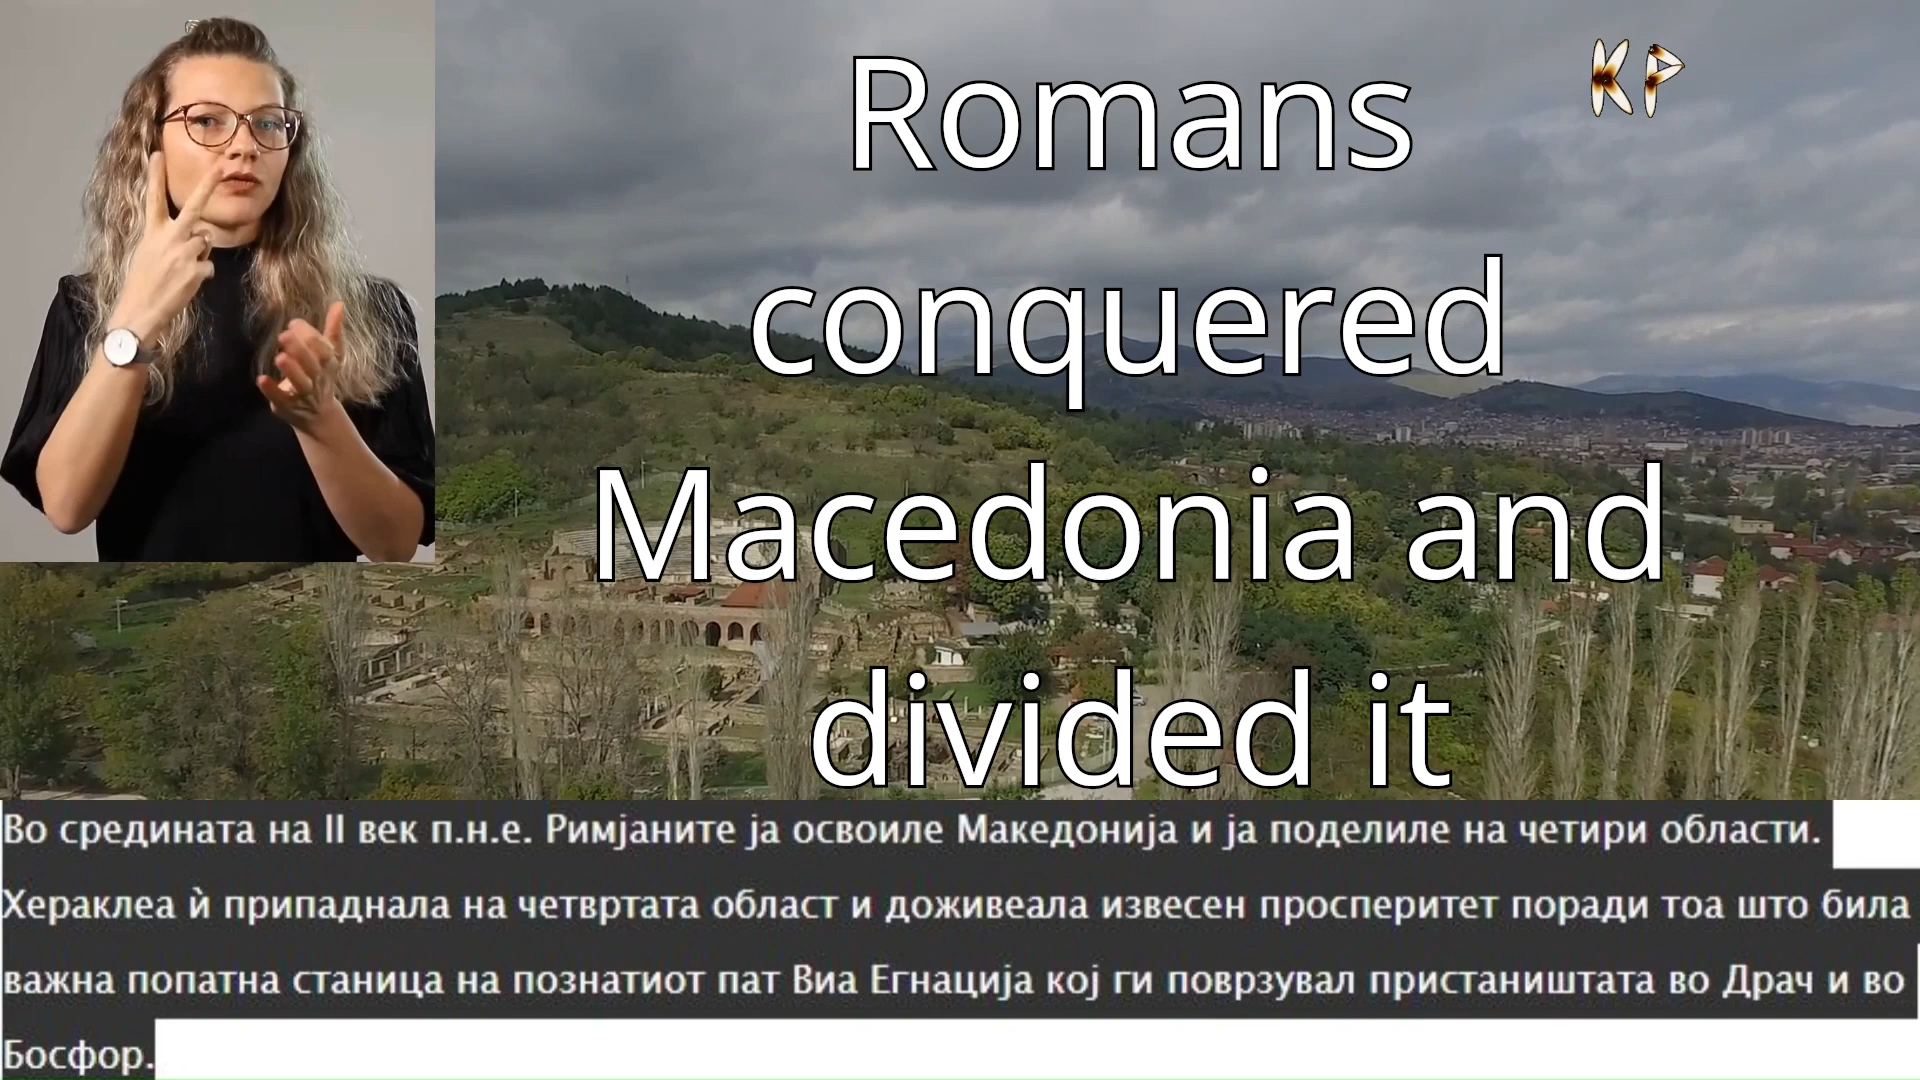 KP
Romans
conquered
Macedonia and
divided it
Во средината на II век п.н.е. Римјаните ја освоиле Македонија и ја поделиле на четири области.
Хераклеа ѝ припаднала на четвртата област и доживеала извесен просперитет поради тоа што била
важна попатна станица на познатиот пат Виа Егнација кој ги поврзувал пристаништата во Драч и во
Босфор.